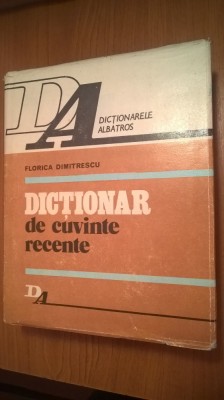 DA
DICȚIONARELE
ALBATROS
FLORICA DIMITRESCU
DICȚIONAR
de cuvinte
recente
DA